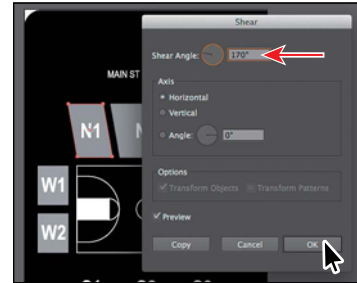 Shear
Shear Angle: 170°
MAIN ST
Axis
Horizontal
Vertical
Angle: 0°
N1
N
Options
Transform Objects Transform Patterns
W1
Preview
W2
Copy Cancel OK